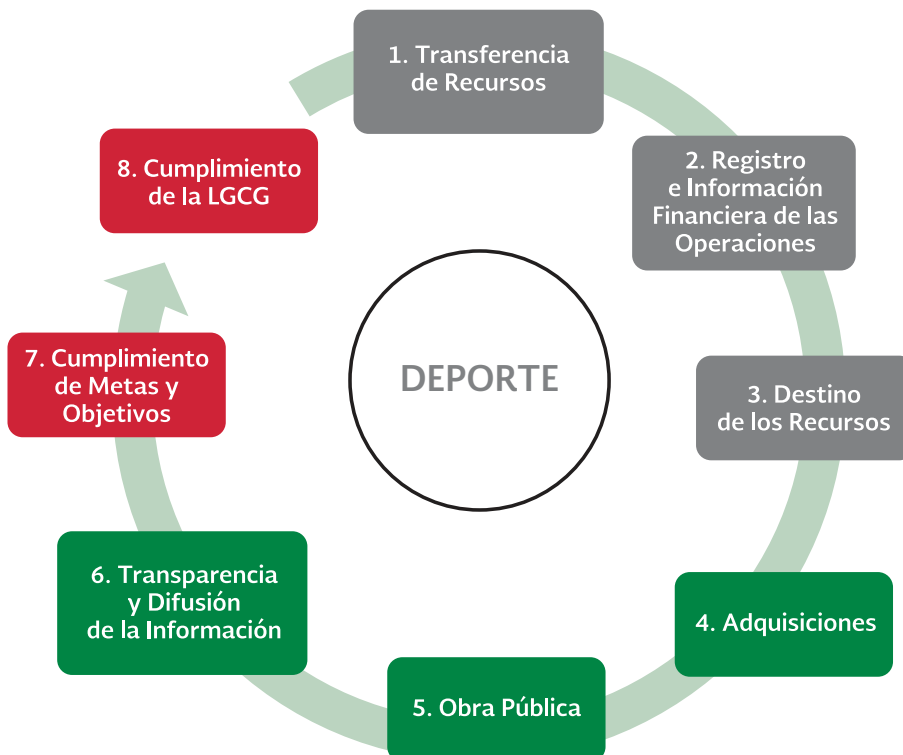 1. Transferencia
de Recursos
2. Registro
e Información
Financiera de las
Operaciones
3. Destino
de los Recursos
4. Adquisiciones
5. Obra Pública
6. Transparencia
y Difusión
de la Información
7. Cumplimiento
de Metas y
Objetivos
8. Cumplimiento
de la LGCG
DEPORTE